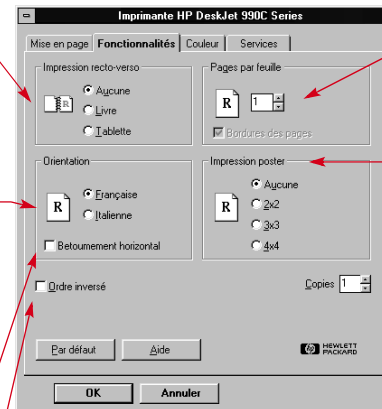 Imprimante HP DeskJet 990C Series
Mise en page Fonctionnalités Couleur Services
Impression recto-verso
Aucune
Livre
Tablette
R
Pages par feuille
R
1
Bordures des pages
Orientation
R
Française
Italienne
Betoumement horizontal
Impression poster
R
Aucune
2x2
3x3
4x4
Ordre inversé
Copies 1
Par défaut Aide
hp HEWLETT
PACKARD
OK Annuler